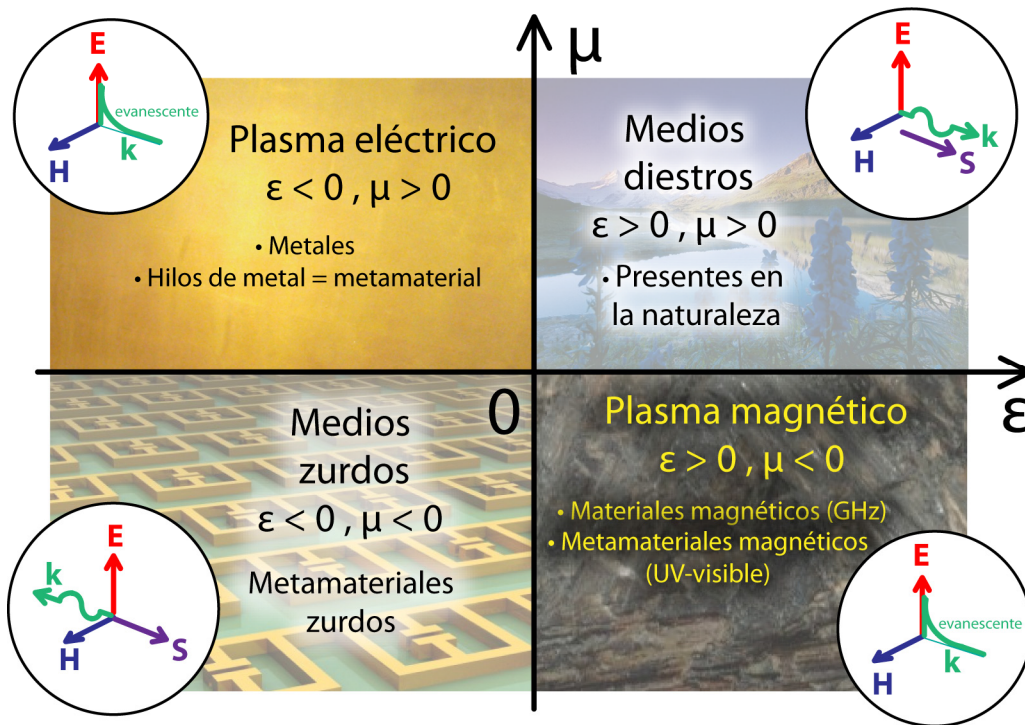 μ
E
evanescente
k
H
Plasma eléctrico
ε < 0 , μ > 0
• Metales
• Hilos de metal = metamaterial
Medios
diestros
ε > 0 , μ > 0
• Presentes en
la naturaleza
E
k
H
S
0
ε
Medios
zurdos
ε < 0 , μ < 0
Metamateriales
zurdos
E
k
H
S
Plasma magnético
ε > 0 , μ < 0
• Materiales magnéticos (GHz)
• Metamateriales magnéticos
(UV-visible)
E
evanescente
k
H